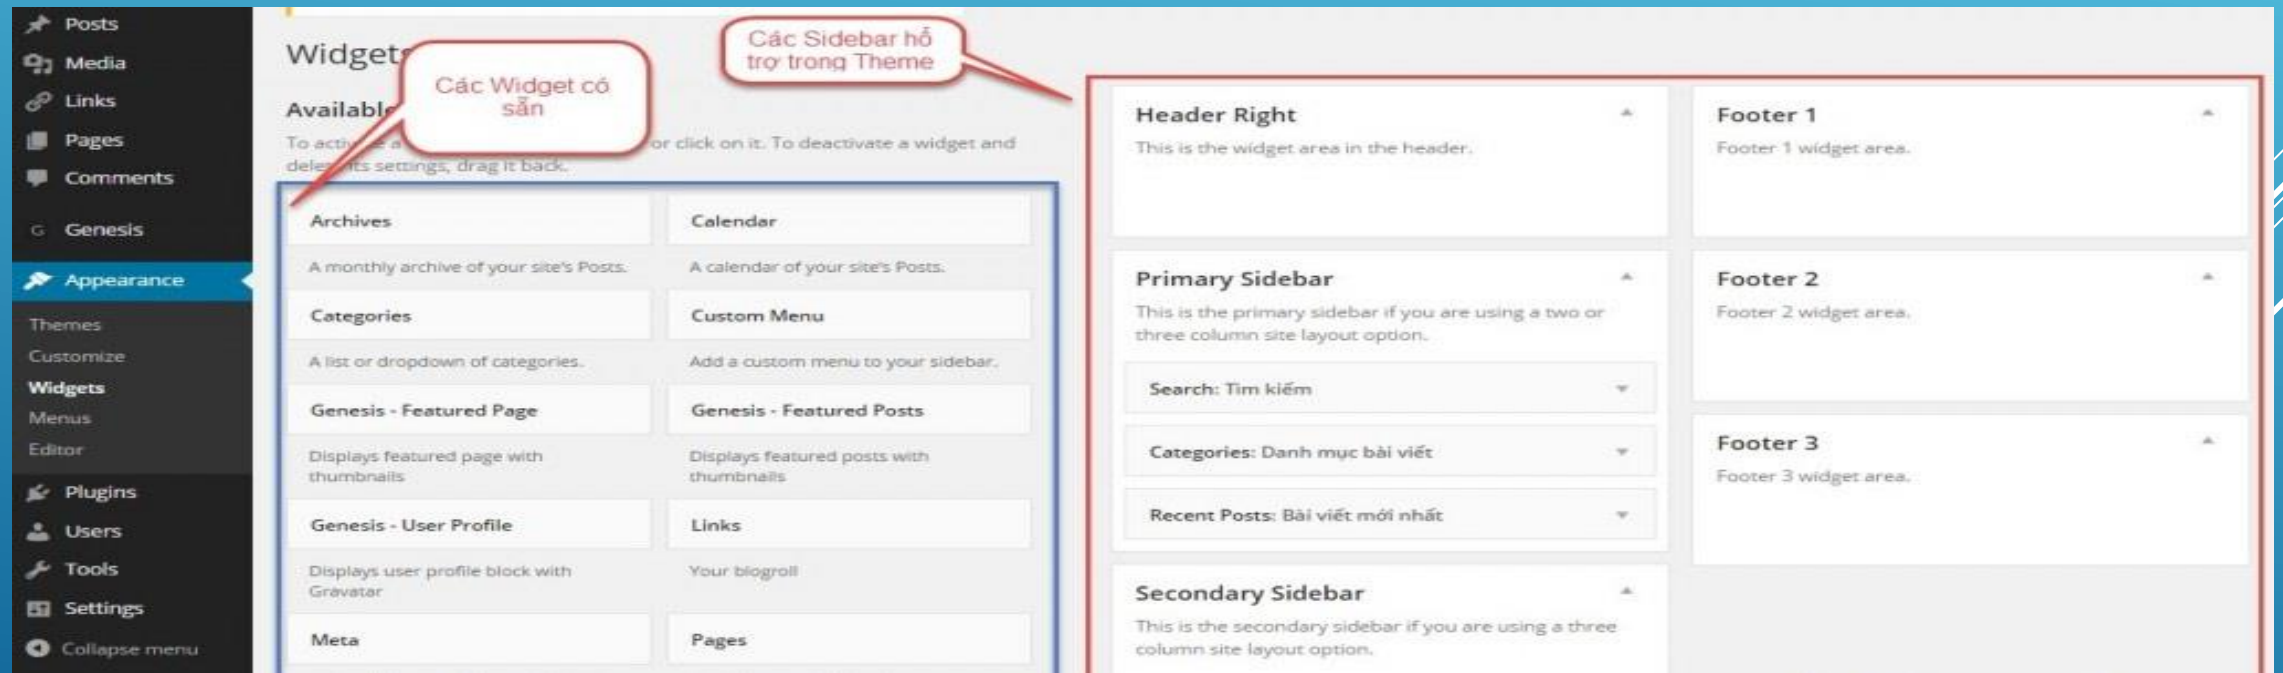 Posts
Media
Links
Pages
Comments
G Genesis
Appearance
Themes
Customize
Widgets
Menus
Editor
Plugins
Users
Tools
Settings
Collapse menu
Widgets
Các Widget có
sẵn
Các Sidebar hỗ
trợ trong Theme
Available
To activate a or click on it. To deactivate a widget and
delete its settings, drag it back.
Archives
A monthly archive of your site's Posts.
Calendar
A calendar of your site's Posts.
Categories
A list or dropdown of categories.
Custom Menu
Add a custom menu to your sidebar.
Genesis - Featured Page
Displays featured page with
thumbnails
Genesis - Featured Posts
Displays featured posts with
thumbnails
Genesis - User Profile
Displays user profile block with
Gravatar
Links
Your blogroll
Meta
Pages
Header Right
This is the widget area in the header.
Primary Sidebar
This is the primary sidebar if you are using a two or
three column site layout option.
Search: Tìm kiếm
Categories: Danh mục bài viết
Recent Posts: Bài viết mới nhất
Secondary Sidebar
This is the secondary sidebar if you are using a three
column site layout option.
Footer 1
Footer 1 widget area.
Footer 2
Footer 2 widget area.
Footer 3
Footer 3 widget area.